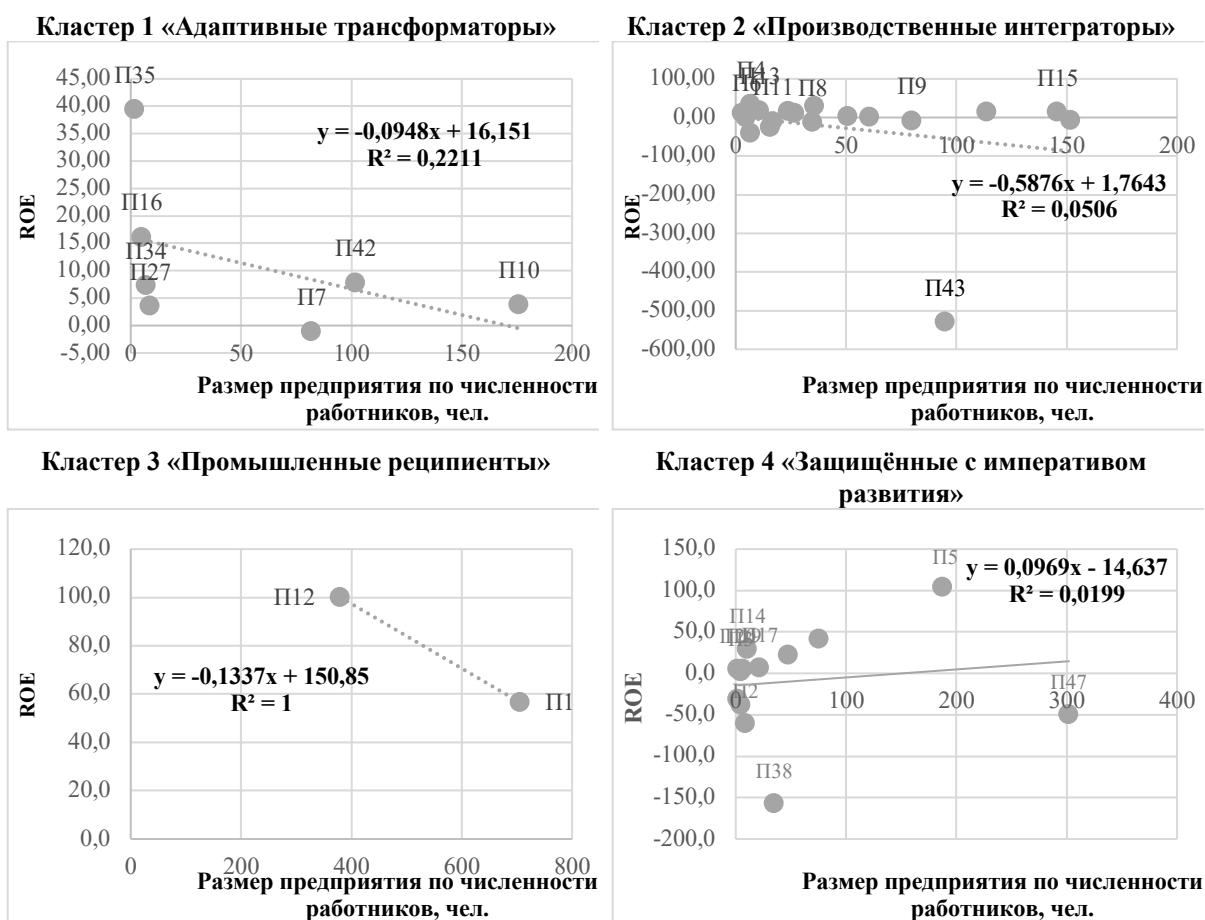 Кластер 1 «Адаптивные трансформаторы»
45,00
40,00
35,00
30,00
25,00
20,00
15,00
10,00
5,00
0,00
-5,00
ROE
П35
П16
П34
П27
П7
П42
П10
y = -0,0948x + 16,151
R² = 0,2211
0 50 100 150 200
Размер предприятия по численности
работников, чел.
Кластер 2 «Производственные интеграторы»
100,00
0,00
-100,00
-200,00
-300,00
-400,00
-500,00
-600,00
ROE
П4
П13
П6
П11
П8
П9
П15
П43
0 50 100 150 200
y = -0,5876x + 1,7643
R² = 0,0506
Размер предприятия по численности
работников, чел.
Кластер 3 «Промышленные реципиенты»
120,0
100,0
80,0
60,0
40,0
20,0
0,0
ROE
П12
П1
y = -0,1337x + 150,85
R² = 1
0 200 400 600 800
Размер предприятия по численности
работников, чел.
Кластер 4 «Защищённые с императивом
развития»
150,0
100,0
50,0
0,0
-50,0
-100,0
-150,0
-200,0
ROE
П5
П14
П17
П47
П38
y = 0,0969x - 14,637
R² = 0,0199
0 100 200 300 400
Размер предприятия по численности
работников, чел.